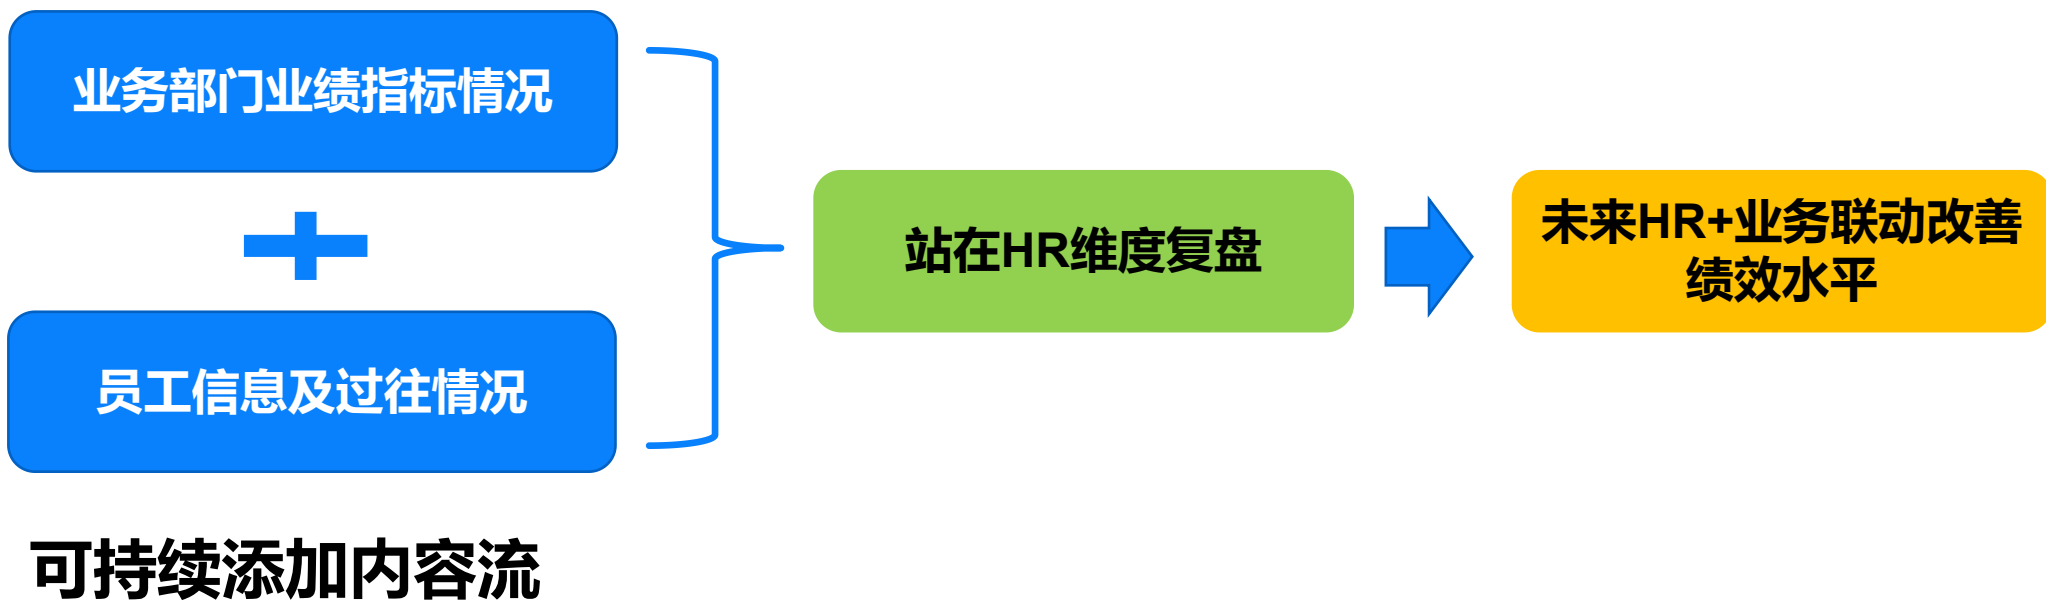 业务部门业绩指标情况
员工信息及过往情况
站在HR维度复盘
未来HR+业务联动改善
绩效水平
可持续添加内容流